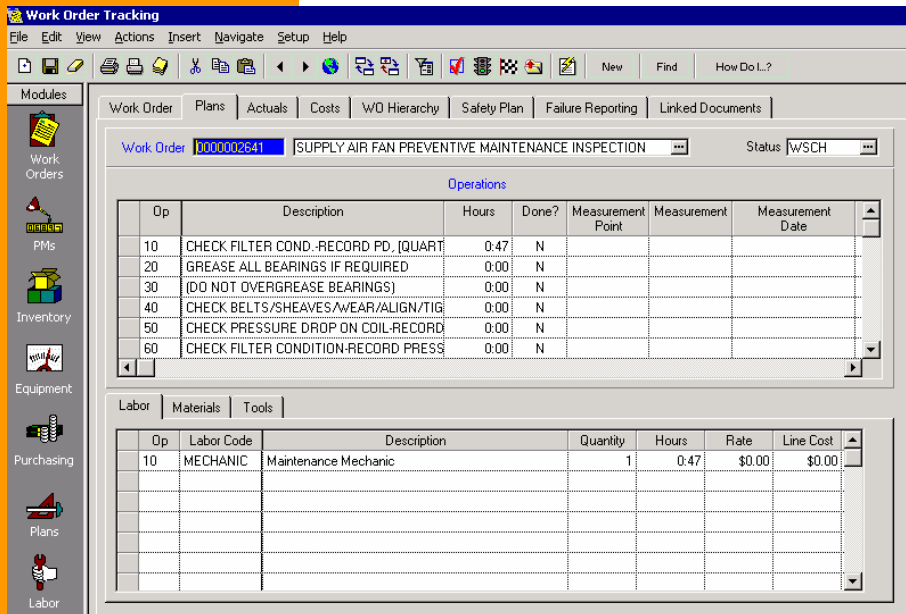 Work Order Tracking
File Edit View Actions Insert Navigate Setup Help
New Find How Do I...?
Modules
Work Orders
PMs
Inventory
Equipment
Purchasing
Plans
Labor
Work Order Plans Actuals Costs WO Hierarchy Safety Plan Failure Reporting Linked Documents
Work Order 0000002641 SUPPLY AIR FAN PREVENTIVE MAINTENANCE INSPECTION Status WSCH
Operations
Op Description Hours Done? Measurement Point Measurement Measurement Date
10 CHECK FILTER COND.-RECORD PD, (QUART 0:47 N
20 GREASE ALL BEARINGS IF REQUIRED 0:00 N
30 (DO NOT OVERGREASE BEARINGS) 0:00 N
40 CHECK BELTS/SHEAVES/WEAR/ALIGN/TIG 0:00 N
50 CHECK PRESSURE DROP ON COIL-RECORD 0:00 N
60 CHECK FILTER CONDITION-RECORD PRESS 0:00 N
Labor Materials Tools
Op Labor Code Description Quantity Hours Rate Line Cost
10 MECHANIC Maintenance Mechanic 1 0:47 $0.00 $0.00